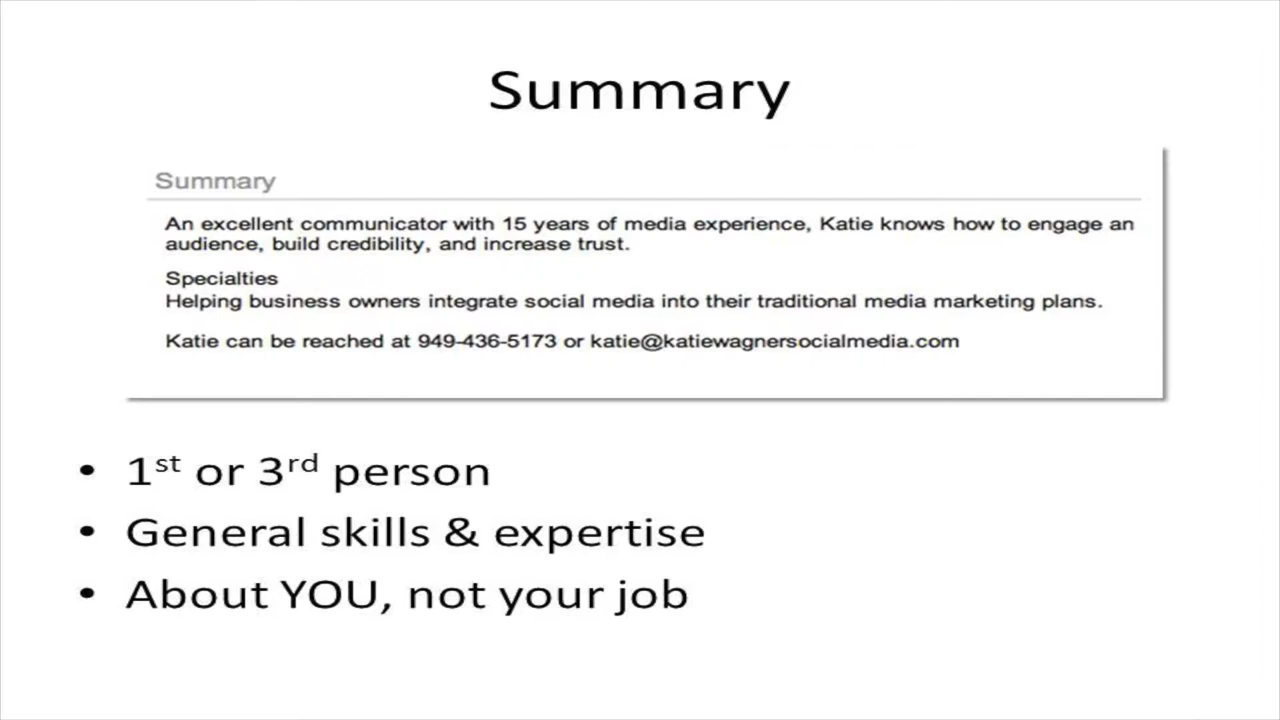 Summary
Summary
An excellent communicator with 15 years of media experience, Katie knows how to engage an
audience, build credibility, and increase trust.
Specialties
Helping business owners integrate social media into their traditional media marketing plans.
Katie can be reached at 949-436-5173 or katie@katiewagnersocialmedia.com
• 1st or 3rd person
• General skills & expertise
• About YOU, not your job